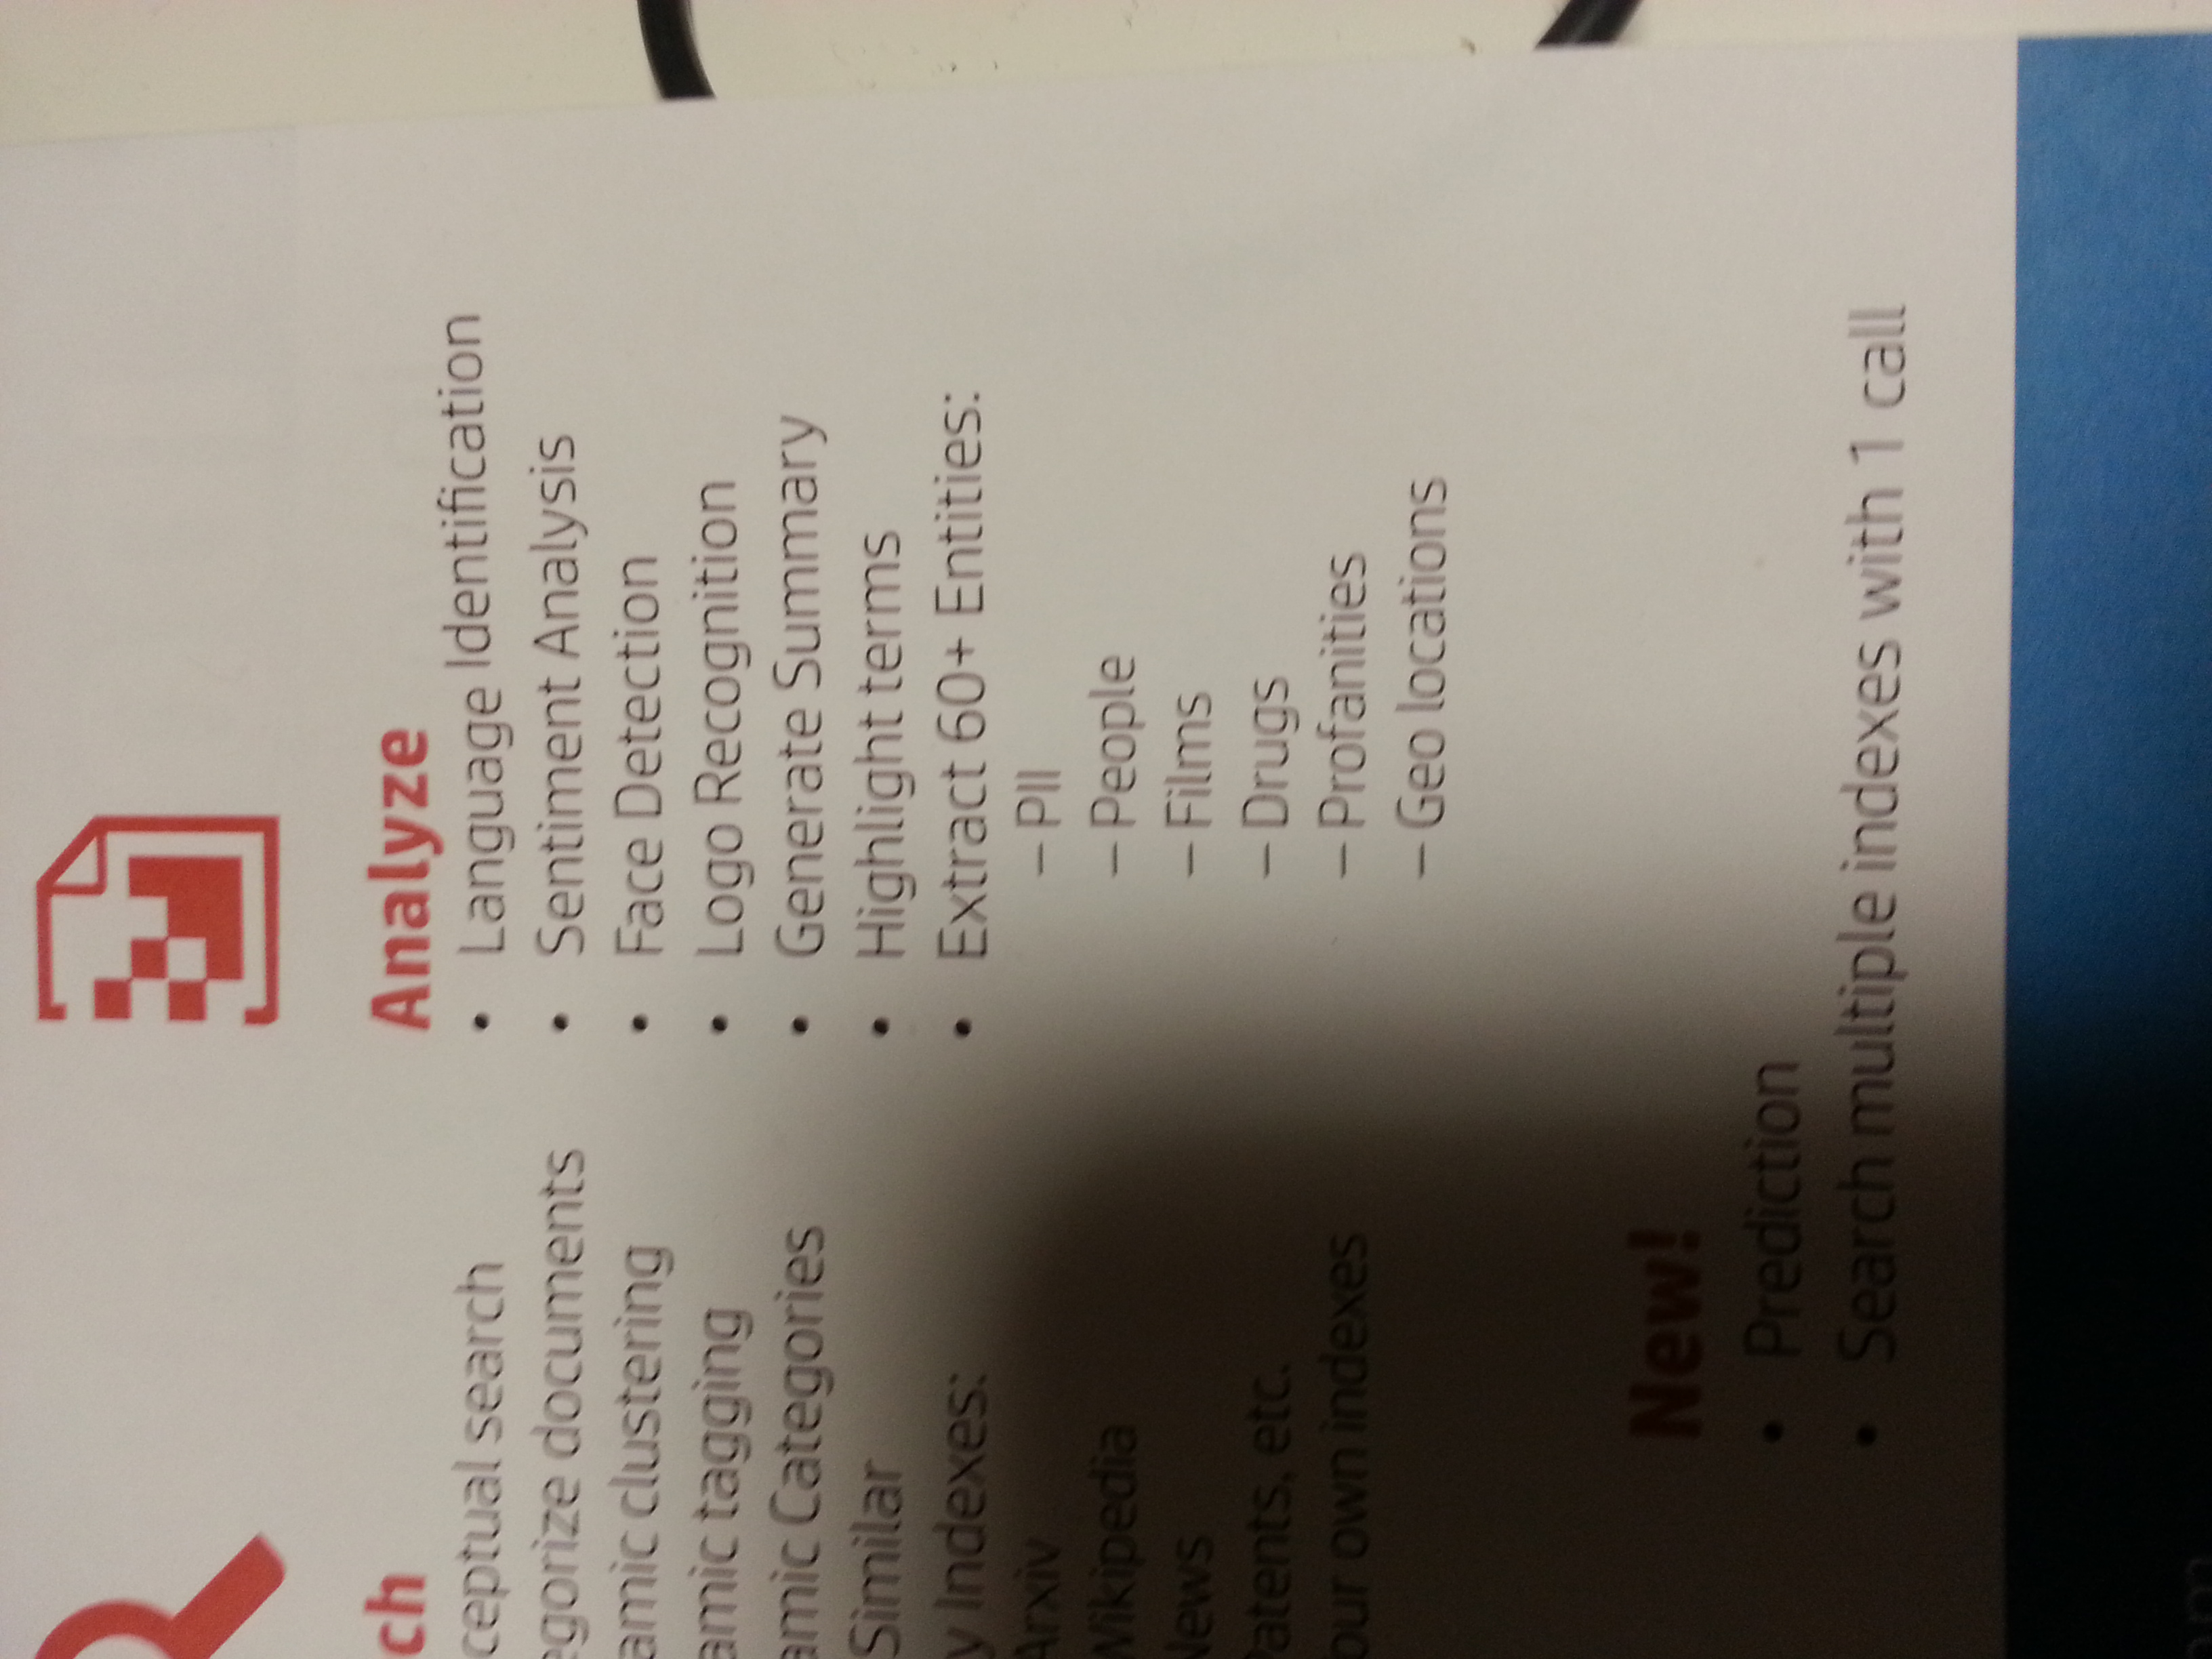 ch
ceptual search
egorize documents
amic clustering
amic tagging
amic Categories
Similar
y Indexes:
Arxiv
Wikipedia
News
Patents, etc.
our own indexes
Analyze
• Language Identification
• Sentiment Analysis
• Face Detection
• Logo Recognition
• Generate Summary
• Highlight terms
• Extract 60+ Entities:
– PII
– People
– Films
– Drugs
– Profanities
– Geo locations
New!
• Prediction
• Search multiple indexes with 1 call